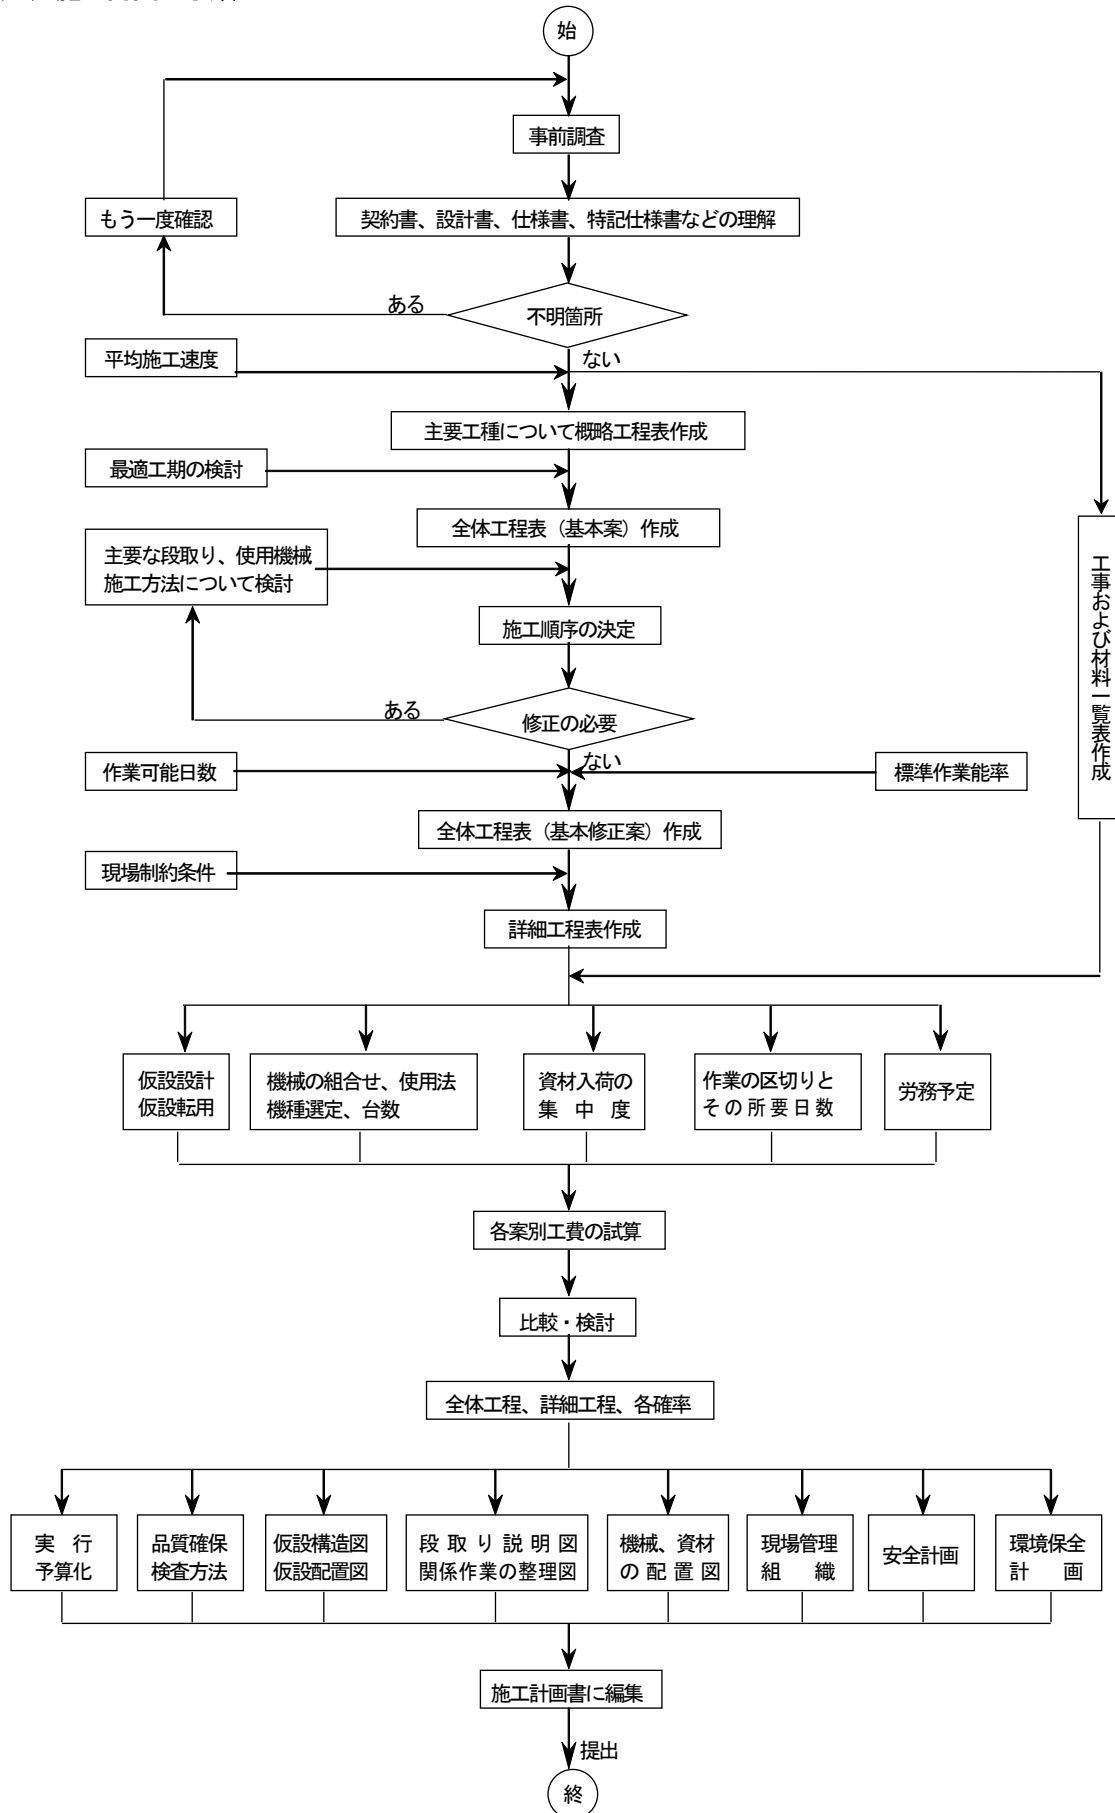 始
事前調査
もう一度確認
契約書、設計書、仕様書、特記仕様書などの理解
ある
不明箇所
平均施工速度
ない
主要工種について概略工程表作成
最適工期の検討
全体工程表（基本案）作成
主要な段取り、使用機械
施工方法について検討
工事および材料一覧表作成
施工順序の決定
ある
修正の必要
作業可能日数
ない
標準作業能率
全体工程表（基本修正案）作成
現場制約条件
詳細工程表作成
仮設設計
仮設転用
機械の組合せ、使用法
機種選定、台数
資材入荷の
集中度
作業の区切りと
その所要日数
労務予定
各案別工費の試算
比較・検討
全体工程、詳細工程、各確率
実行
予算化
品質確保
検査方法
仮設構造図
仮設配置図
段取り説明図
関係作業の整理図
機械、資材
の配置図
現場管理
組織
安全計画
環境保全
計画
施工計画書に編集
提出
終